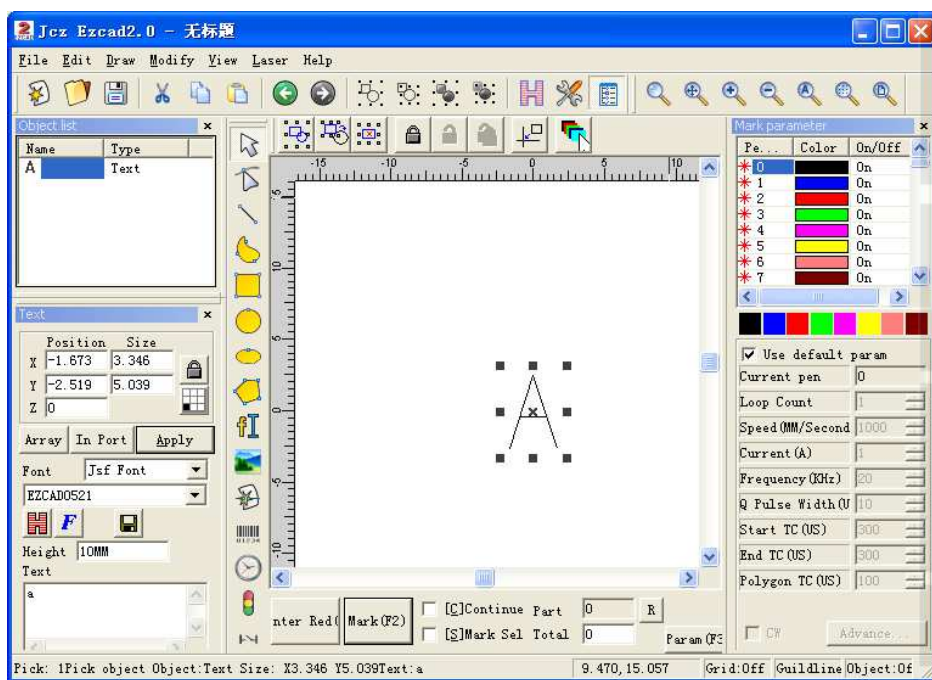 Jcz Ezcad2.0 - 无标题
File Edit Draw Modify View Laser Help
Object list
Name Type
A Text
Text
Position Size
X -1.673 3.346
Y -2.519 5.039
Z 0
Array In Port Apply
Font Jsf Font
EZCAD0521
F
Height 10MM
Text
a
-15 -10 -5 0 5 10
5
0
5
0
-5
-10
A
Mark parameter
Pe... Color On/Off
0 On
1 On
2 On
3 On
4 On
5 On
6 On
7 On
Use default param
Current pen 0
Loop Count 1
Speed(MM/Second 1000
Current(A) 1
Frequency(KHz) 20
Q Pulse Width(U 10
Start TC(US) 300
End TC(US) 300
Polygon TC(US) 100
CW Advance...
nter Red( Mark(F2) [C]Continue Part 0 R
[S]Mark Sel Total 0 Param(F3
Pick: 1Pick object Object:Text Size: X3.346 Y5.039Text:a 9.470,15.057 Grid:Off Guildline Object:Of